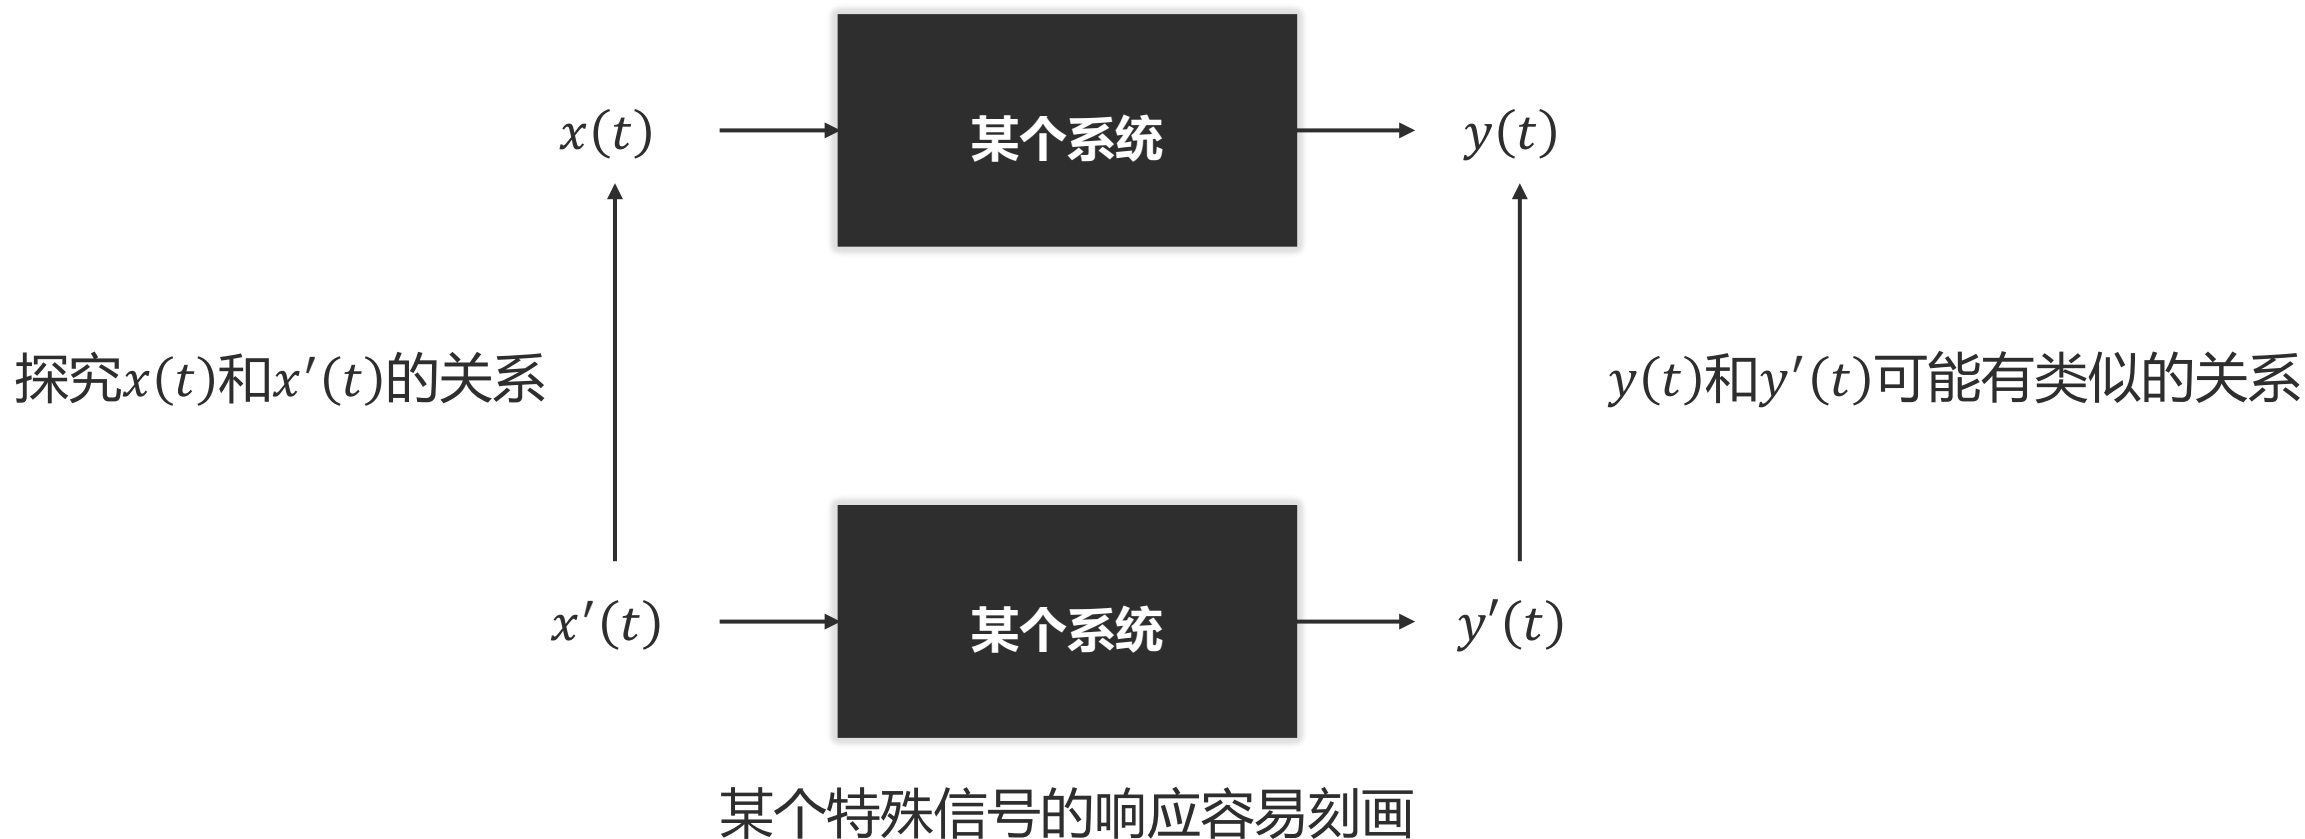 x(t)
某个系统
y(t)
探究x(t)和x′(t)的关系
y(t)和y′(t)可能有类似的关系
x′(t)
某个系统
y′(t)
某个特殊信号的响应容易刻画